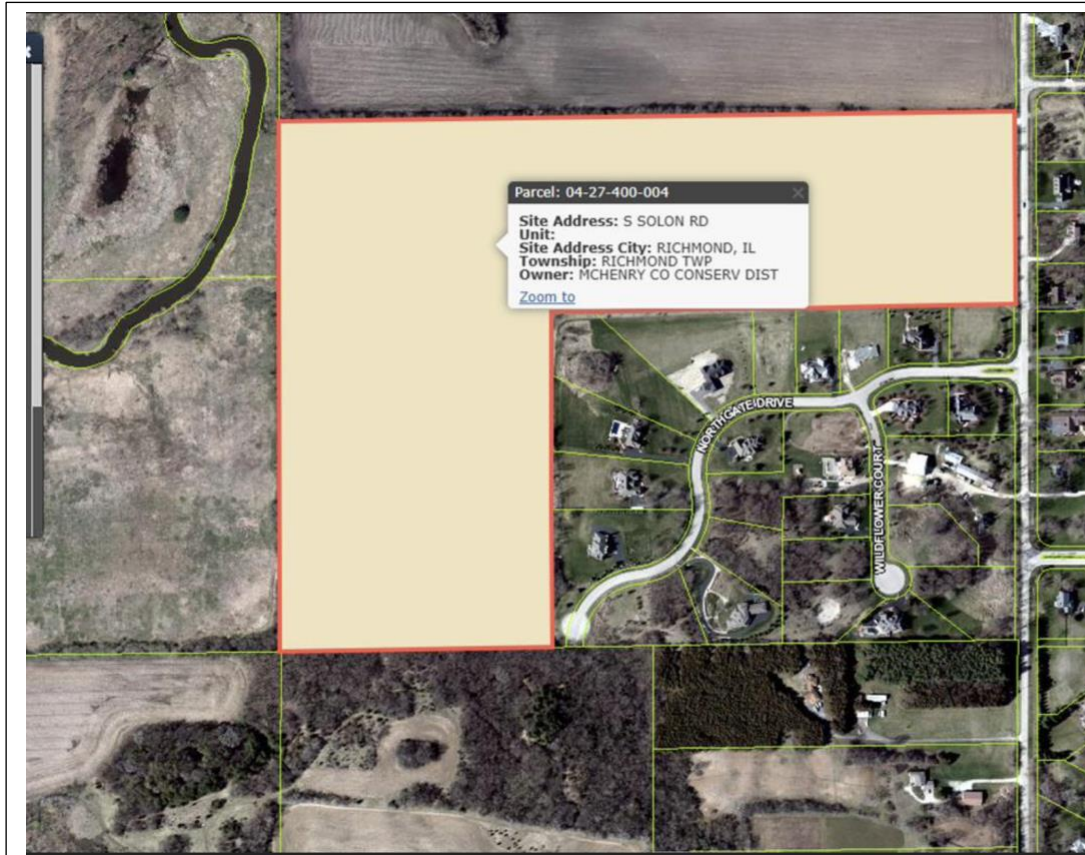 Parcel: 04-27-400-004
Site Address: S SOLON RD
Unit:
Site Address City: RICHMOND, IL
Township: RICHMOND TWP
Owner: MCHENRY CO CONSERV DIST
Zoom to
NORTHGATE DRIVE
WILDFLOWER COURT